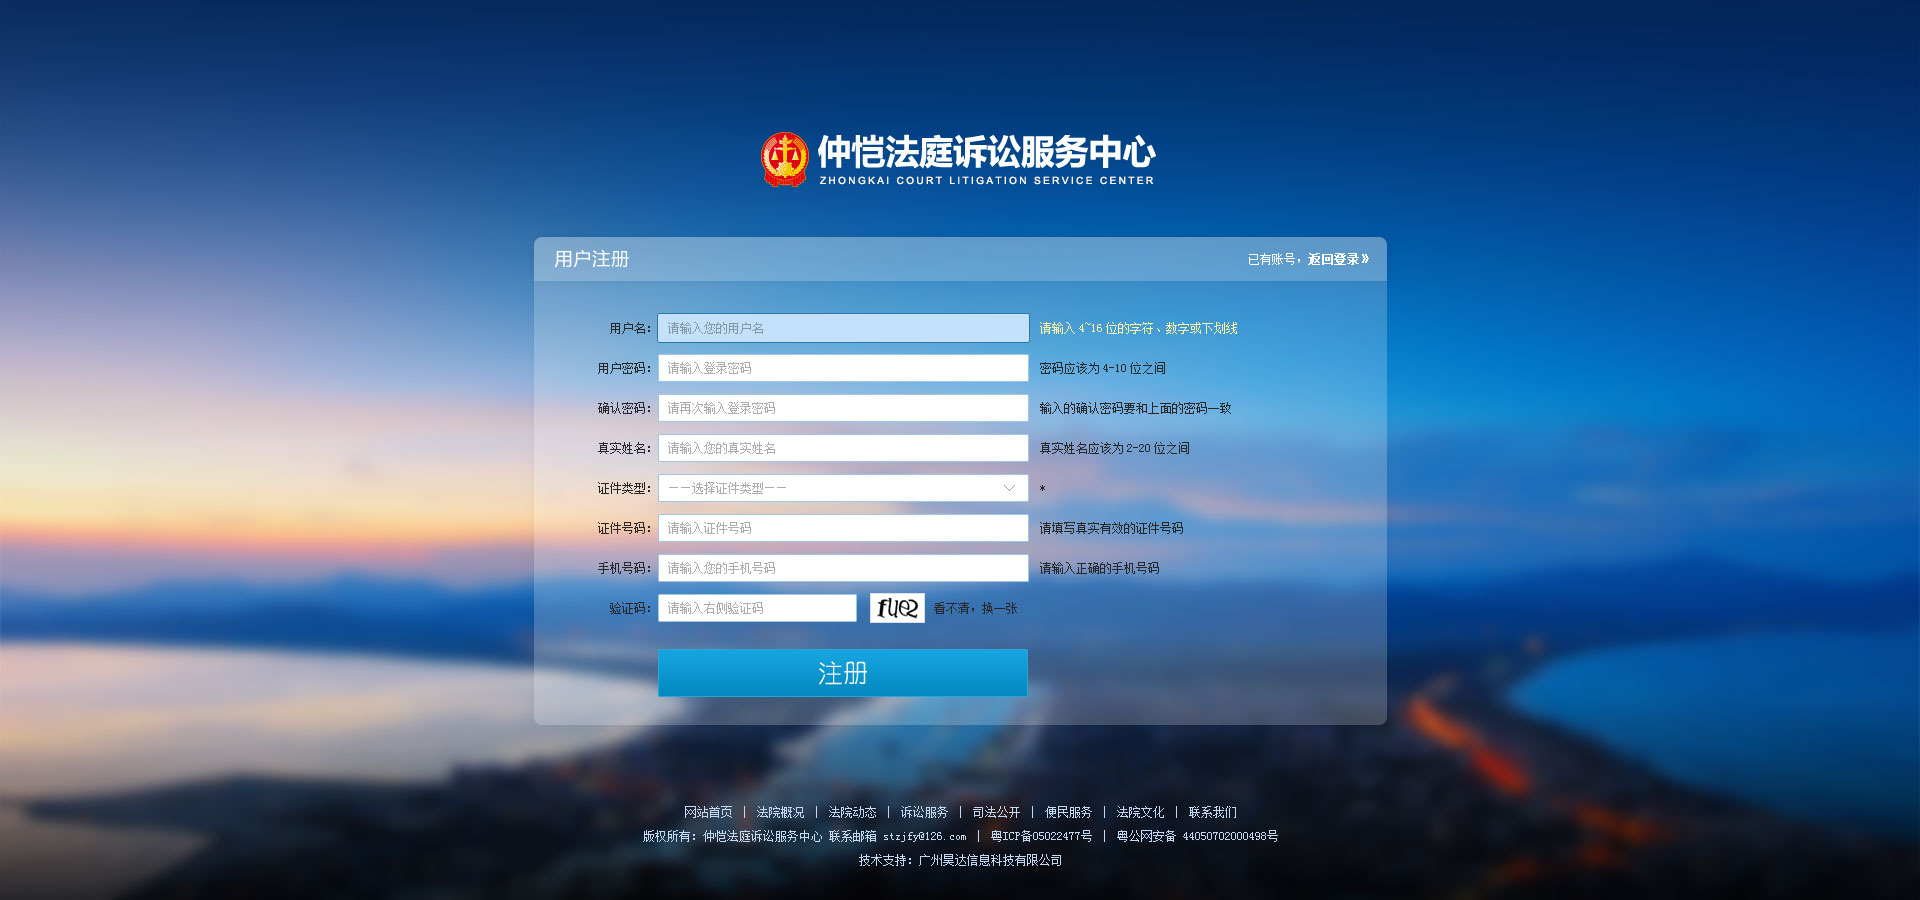 仲恺法庭诉讼服务中心
ZHONGKAI COURT LITIGATION SERVICE CENTER
用户注册 已有账号，返回登录»
用户名： 请输入您的用户名 请输入 4~16 位的字符、数字或下划线
用户密码： 请输入登录密码 密码应该为 4-10 位之间
确认密码： 请再次输入登录密码 输入的确认密码要和上面的密码一致
真实姓名： 请输入您的真实姓名 真实姓名应该为 2-20 位之间
证件类型： －－选择证件类型－－ *
证件号码： 请输入证件号码 请填写真实有效的证件号码
手机号码： 请输入您的手机号码 请输入正确的手机号码
验证码： 请输入右侧验证码 fue2 看不清，换一张
注册
网站首页 | 法院概况 | 法院动态 | 诉讼服务 | 司法公开 | 便民服务 | 法院文化 | 联系我们
版权所有：仲恺法庭诉讼服务中心 联系邮箱 stzjfy@126.com | 粤ICP备05022477号 | 粤公网安备 44050702000498号
技术支持：广州昊达信息科技有限公司